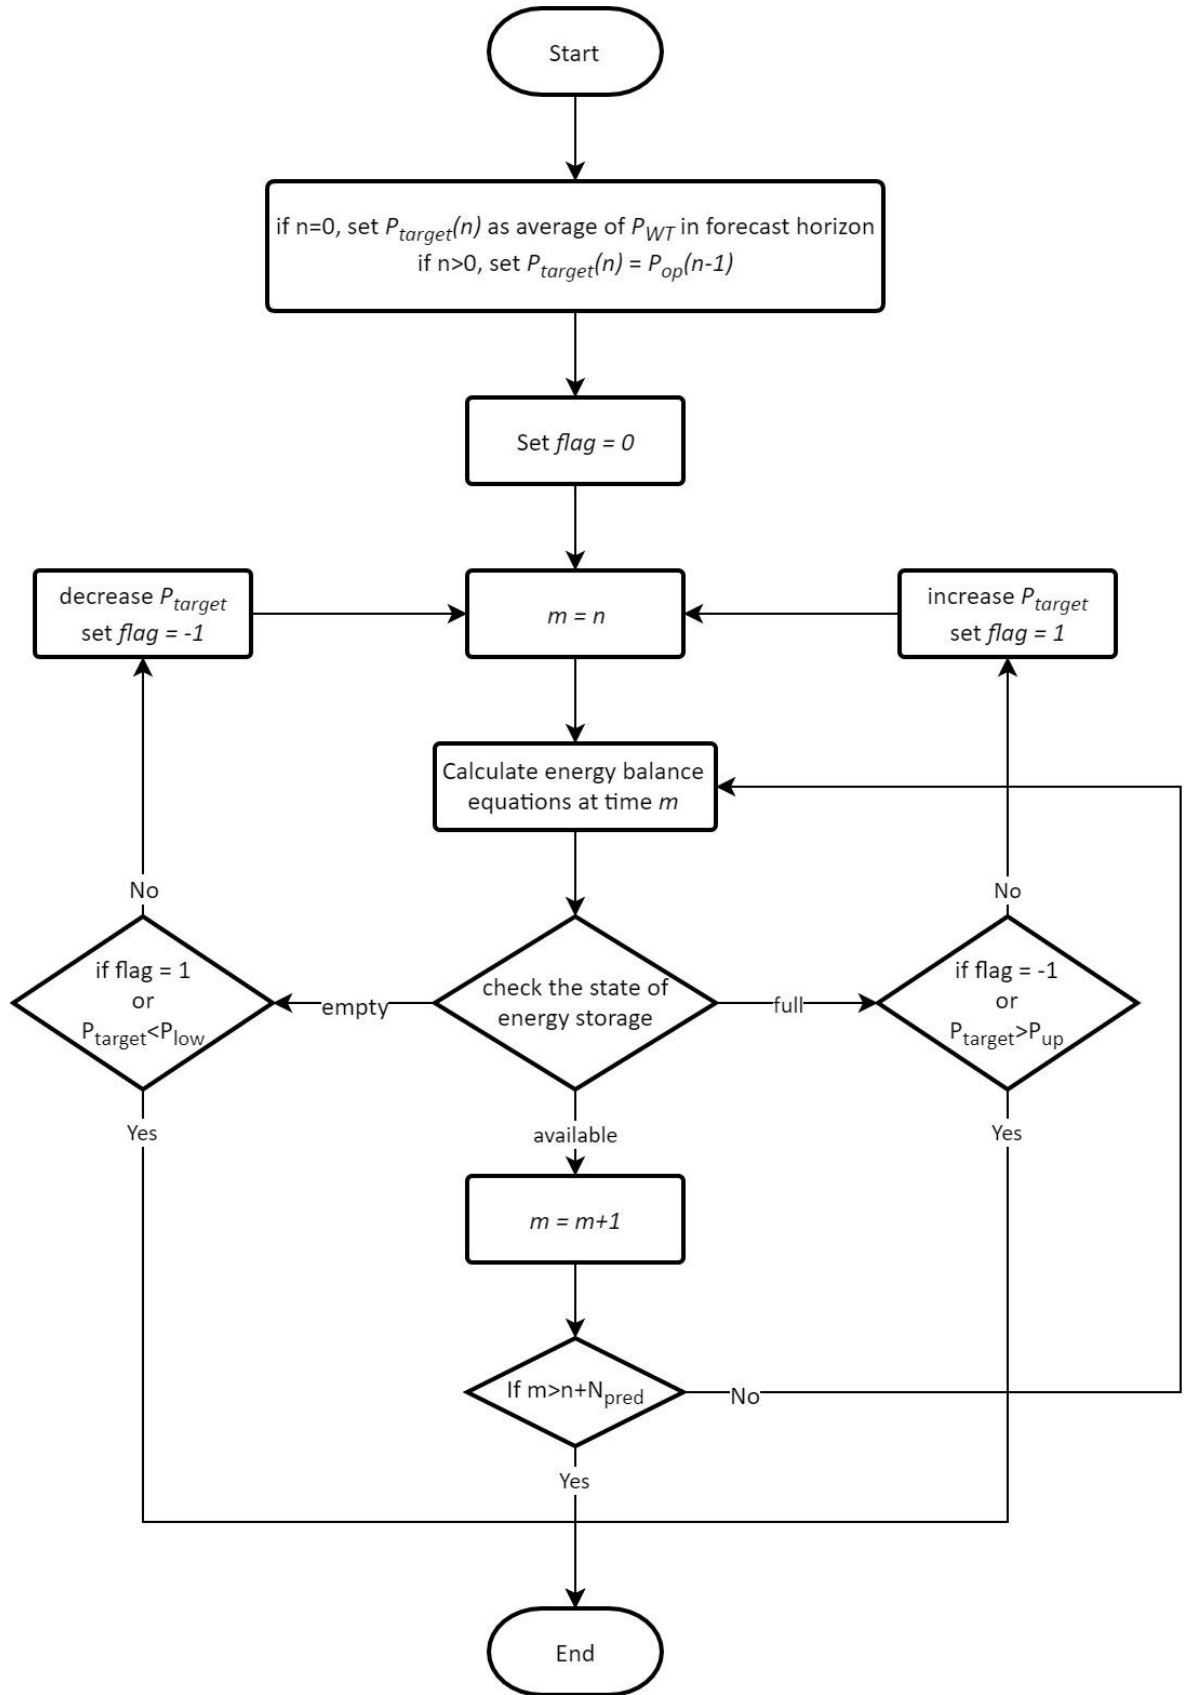 Start
if n=0, set P_target(n) as average of P_WT in forecast horizon
if n>0, set P_target(n) = P_op(n-1)
Set flag = 0
decrease P_target
set flag = -1
m = n
increase P_target
set flag = 1
Calculate energy balance
equations at time m
No
No
if flag = 1
or
P_target<P_low
empty
check the state of
energy storage
full
if flag = -1
or
P_target>P_up
Yes
available
Yes
m = m+1
If m>n+N_pred
No
Yes
End